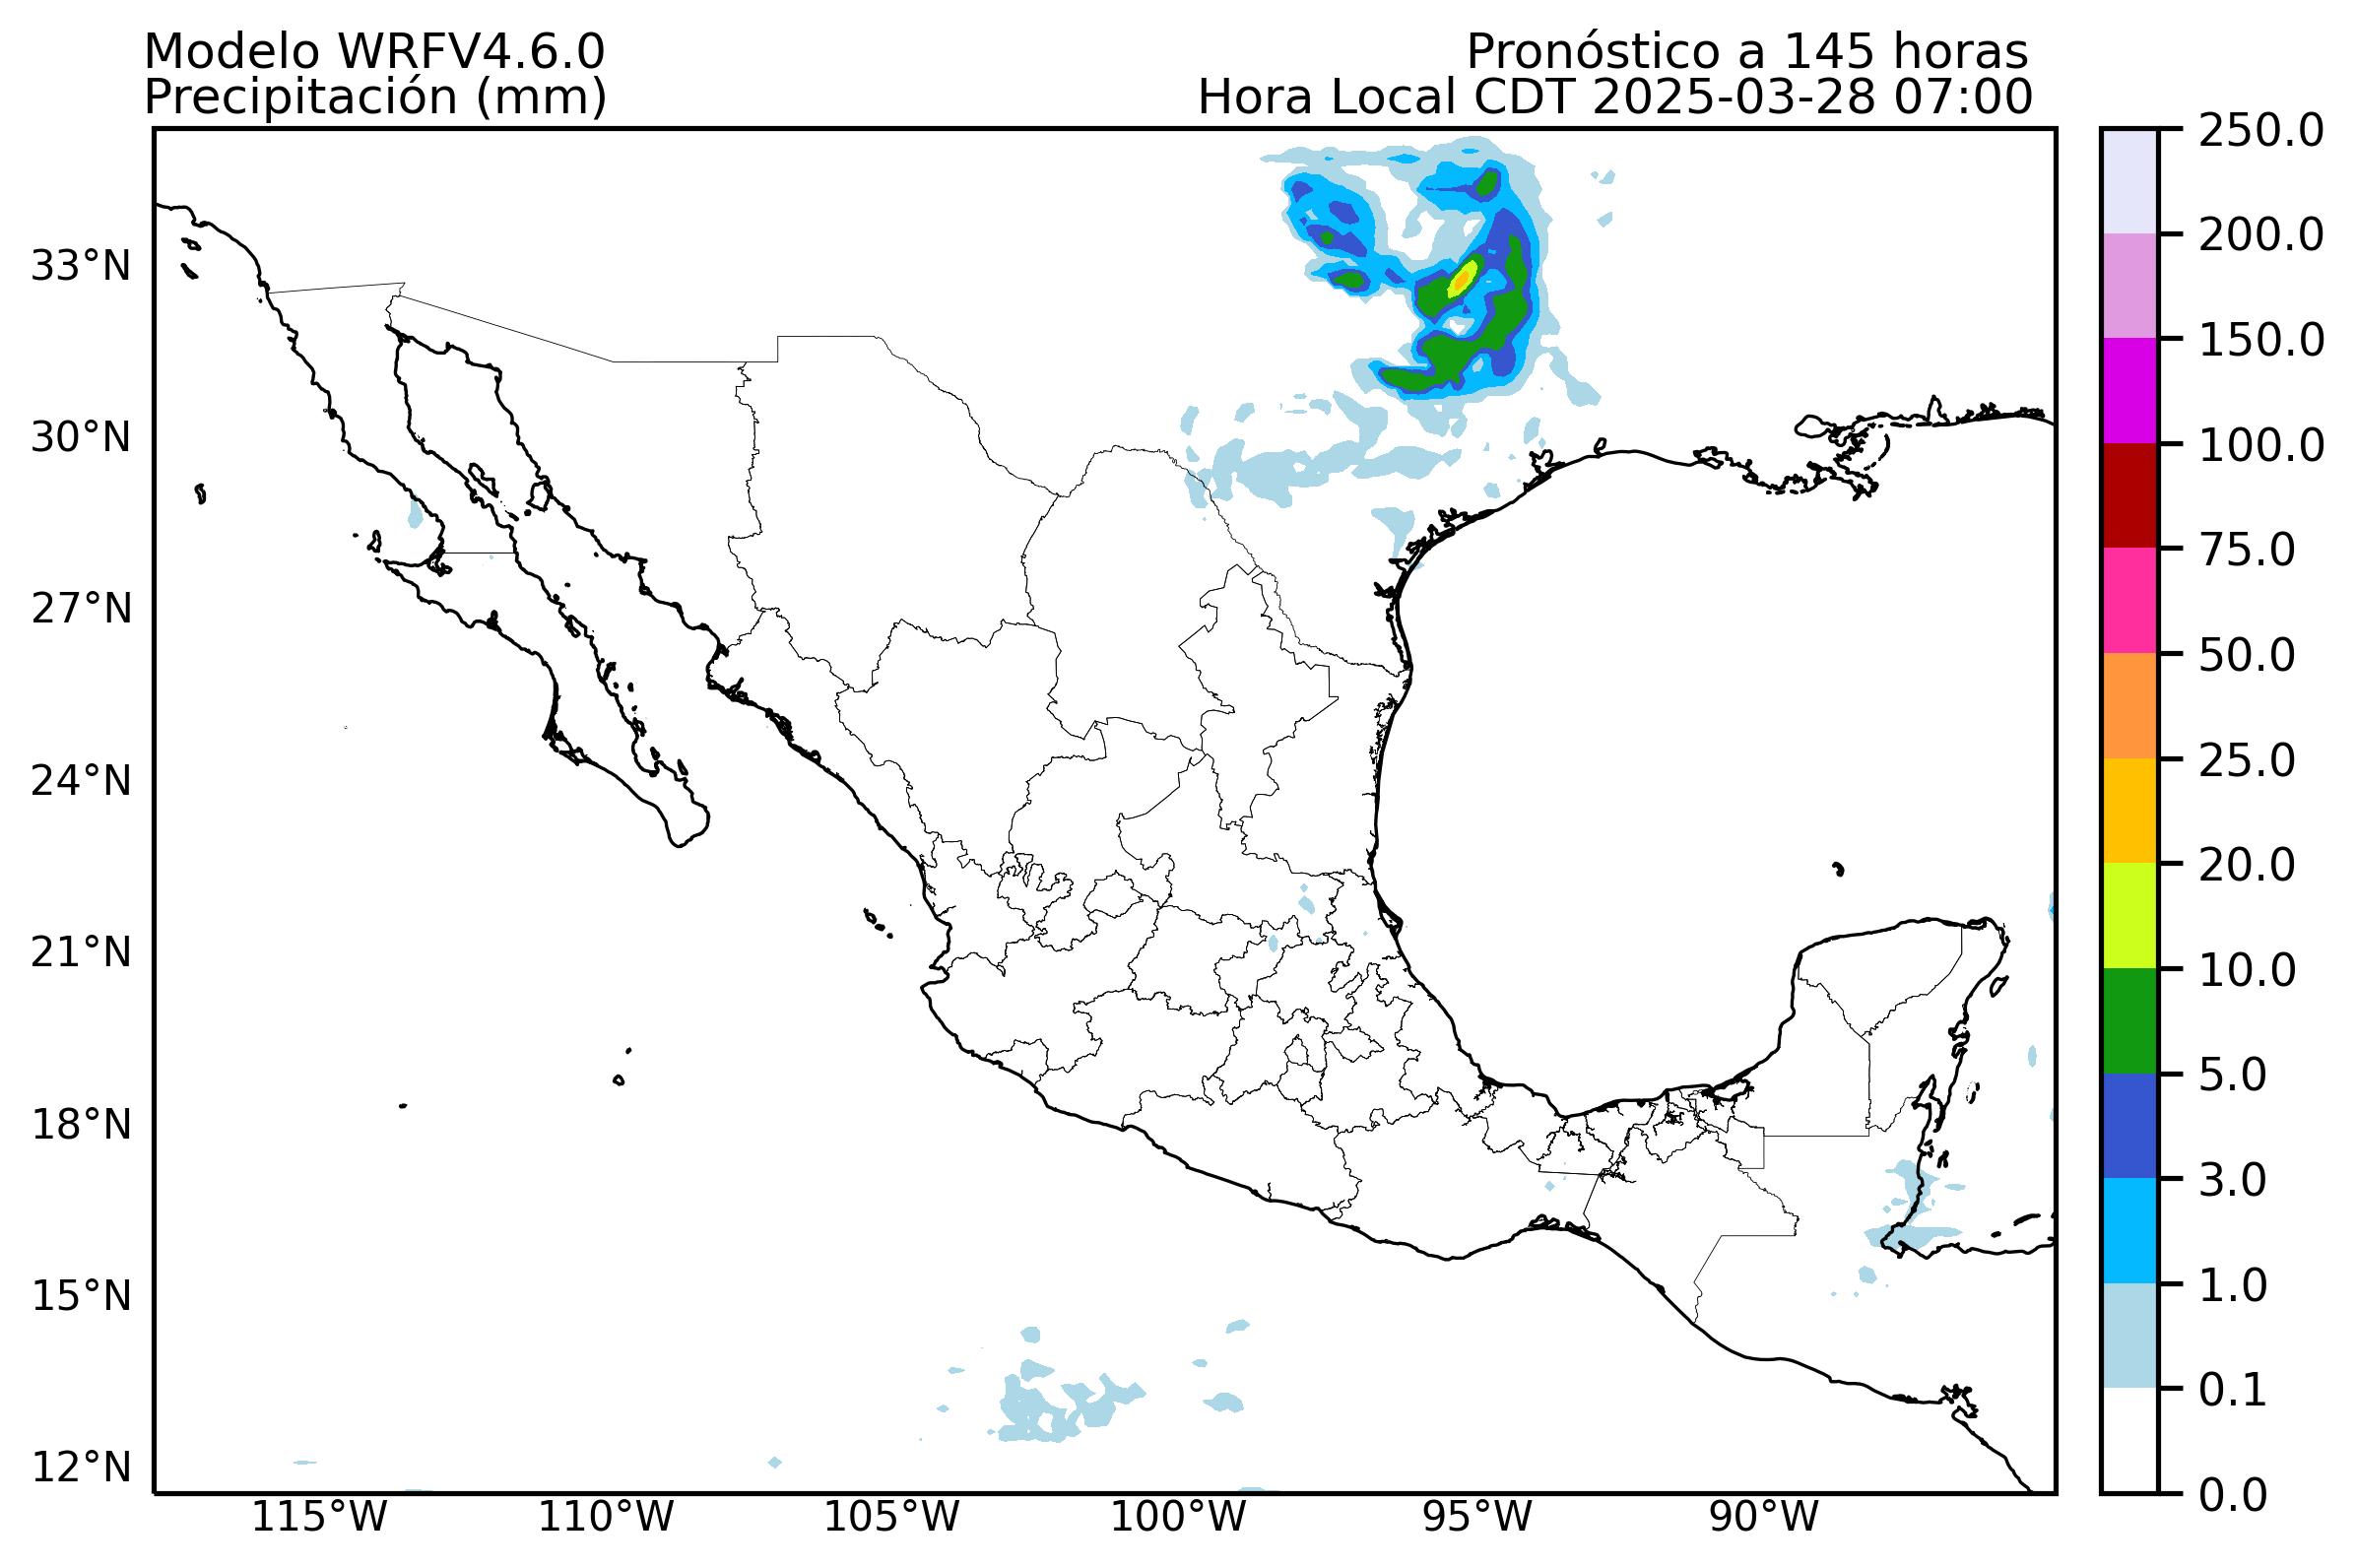 Modelo WRFV4.6.0
Pronóstico a 145 horas
Precipitación (mm)
Hora Local CDT 2025-03-28 07:00
33°N
30°N
27°N
24°N
21°N
18°N
15°N
12°N
115°W
110°W
105°W
100°W
95°W
90°W
250.0
200.0
150.0
100.0
75.0
50.0
25.0
20.0
10.0
5.0
3.0
1.0
0.1
0.0